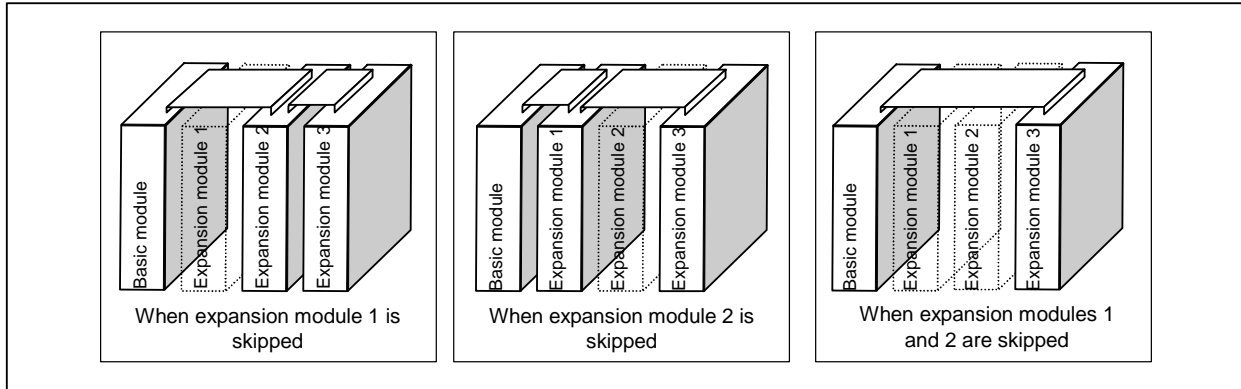 Basic module
Expansion module 1
Expansion module 2
Expansion module 3
When expansion module 1 is
skipped
Basic module
Expansion module 1
Expansion module 2
Expansion module 3
When expansion module 2 is
skipped
Basic module
Expansion module 1
Expansion module 2
Expansion module 3
When expansion modules 1
and 2 are skipped